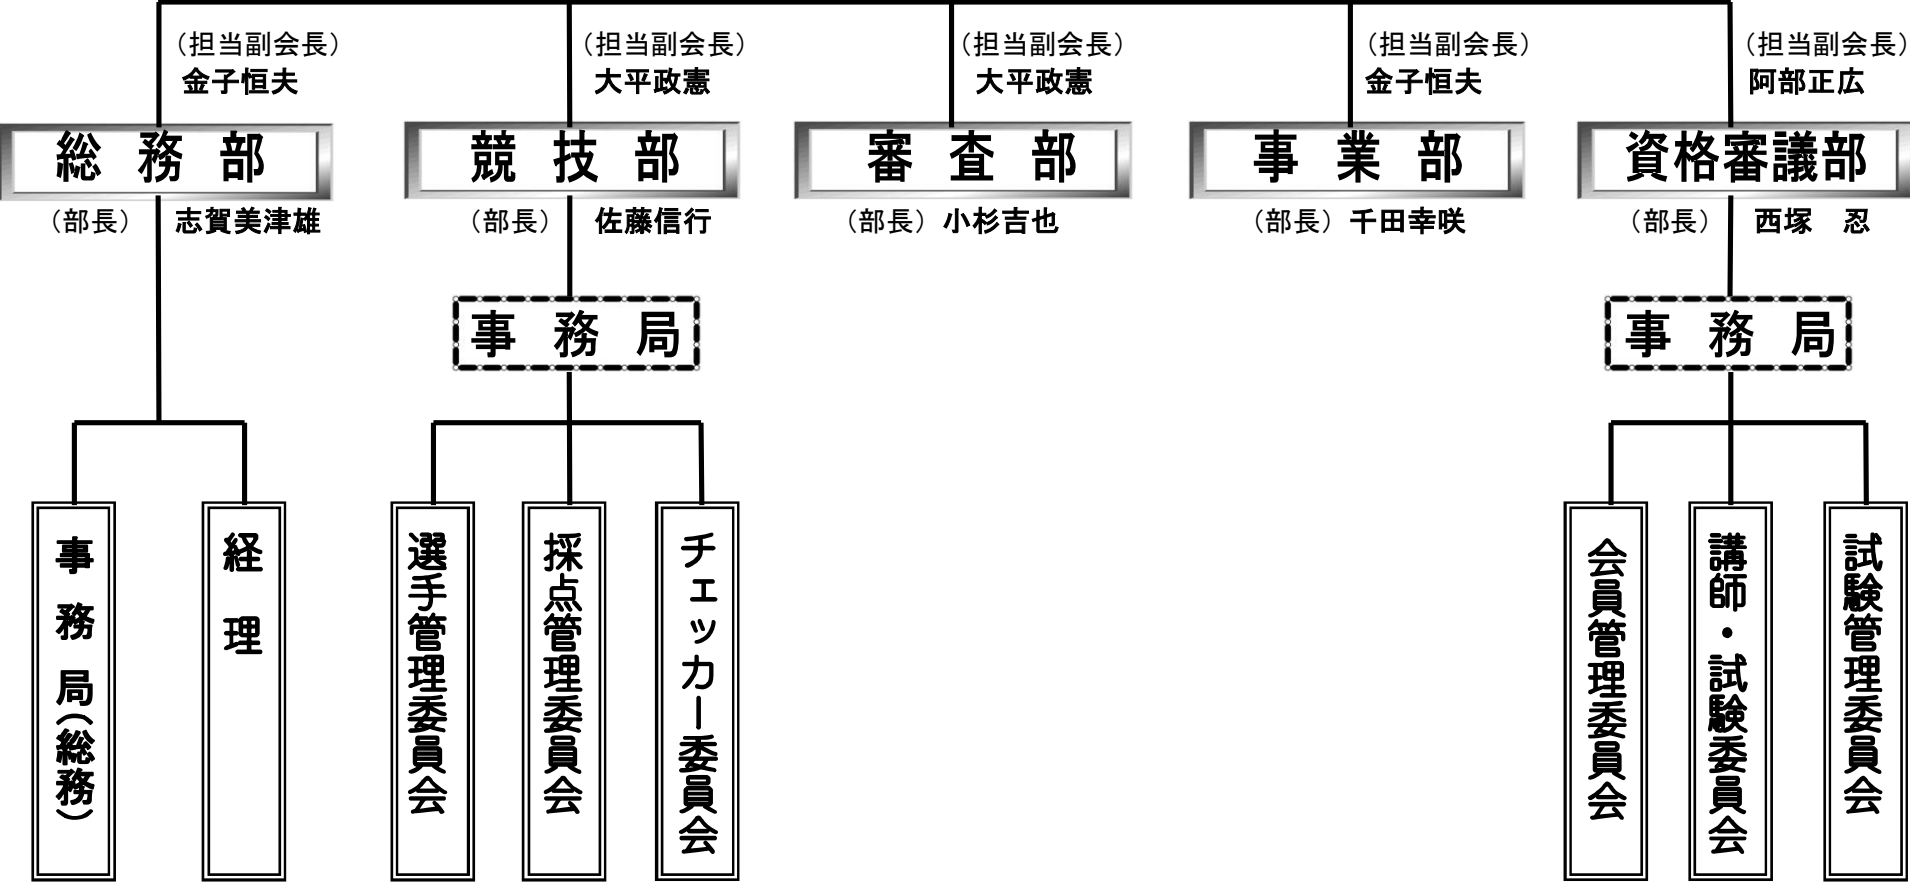 （担当副会長）
金子恒夫
総務部
（部長） 志賀美津雄
（担当副会長）
大平政憲
競技部
（部長） 佐藤信行
（担当副会長）
大平政憲
審査部
（部長） 小杉吉也
（担当副会長）
金子恒夫
事業部
（部長） 千田幸咲
（担当副会長）
阿部正広
資格審議部
（部長） 西塚　忍
事務局
事務局
事務局（総務）
経理
選手管理委員会
採点管理委員会
チェッカー委員会
会員管理委員会
講師・試験委員会
試験管理委員会